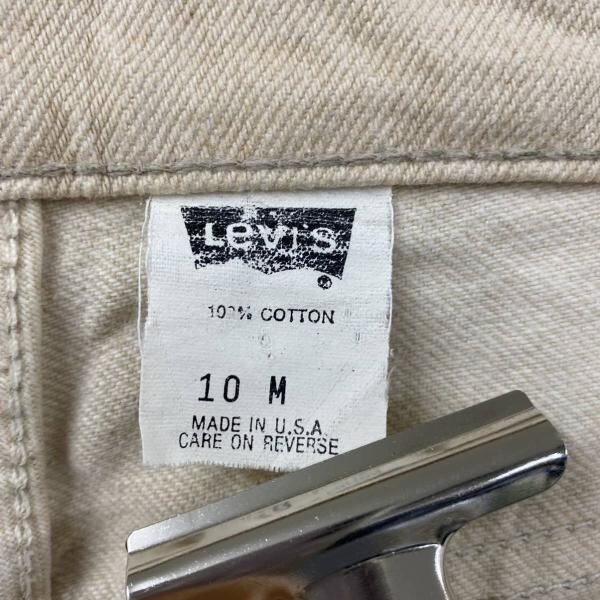 Levi's
®
100% COTTON
10 M
MADE IN U.S.A
CARE ON REVERSE